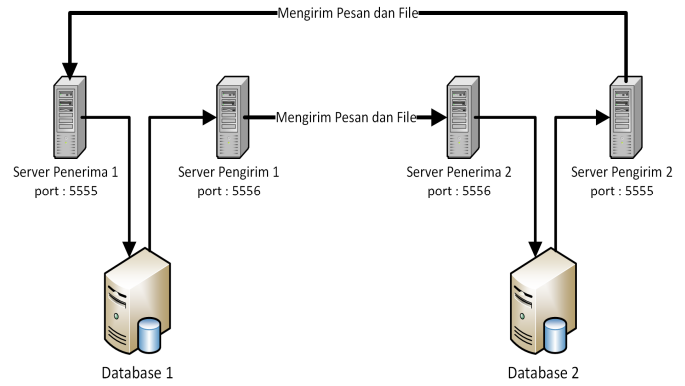 Mengirim Pesan dan File
Mengirim Pesan dan File
Server Penerima 1
port : 5555
Server Pengirim 1
port : 5556
Server Penerima 2
port : 5556
Server Pengirim 2
port : 5555
Database 1
Database 2